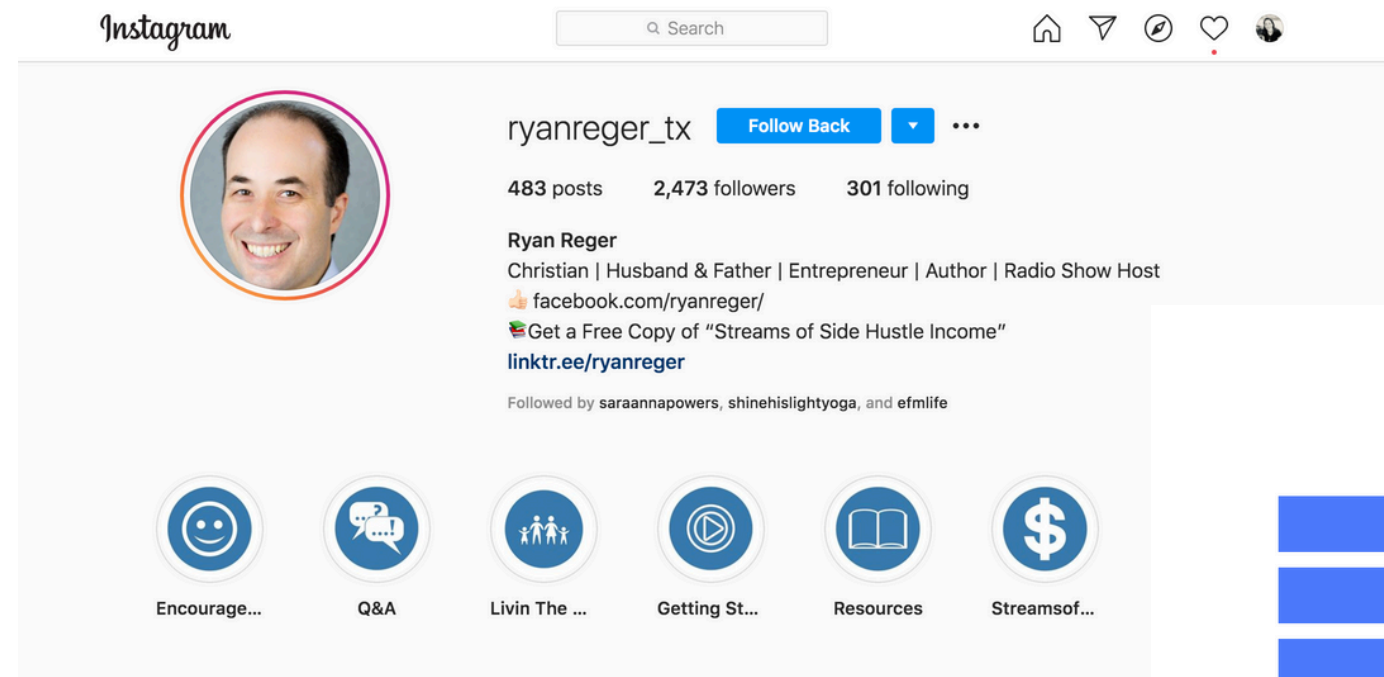 Instagram
Search
ryanreger_tx Follow Back
483 posts 2,473 followers 301 following
Ryan Reger
Christian | Husband & Father | Entrepreneur | Author | Radio Show Host
👍🏻 facebook.com/ryanreger/
📚Get a Free Copy of “Streams of Side Hustle Income”
linktr.ee/ryanreger
Followed by saraannapowers, shinehislightyoga, and efmlife
Encourage... Q&A Livin The ... Getting St... Resources Streamsof...